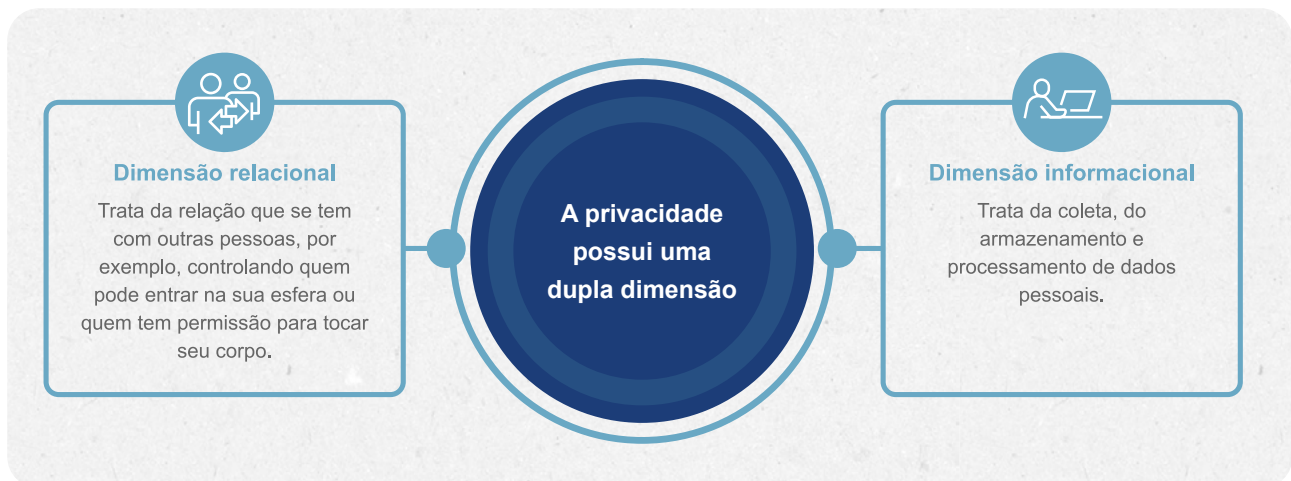 Dimensão relacional
Trata da relação que se tem
com outras pessoas, por
exemplo, controlando quem
pode entrar na sua esfera ou
quem tem permissão para tocar
seu corpo.
A privacidade
possui uma
dupla dimensão
Dimensão informacional
Trata da coleta, do
armazenamento e
processamento de dados
pessoais.